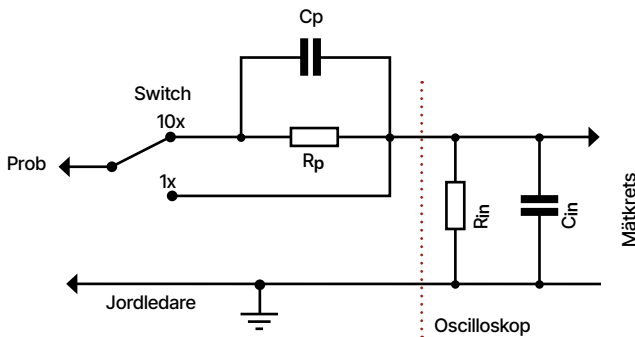 Cp
Switch
10x
Prob
Rp
1x
Rin
Cin
Mätkrets
Jordledare
Oscilloskop